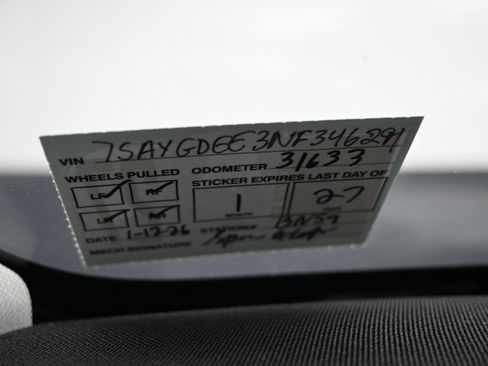 VIN 7SAYGDEE3NF346291
WHEELS PULLED ODOMETER 31633
STICKER EXPIRES LAST DAY OF
LF RF
1 27
MONTH YEAR
LR RR
DATE 1-12-26 STATION# BN59
MECH SIGNATURE